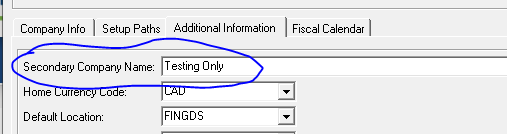 Company Info Setup Paths Additional Information Fiscal Calendar
Secondary Company Name: Testing Only
Home Currency Code: CAD
Default Location: FINGDS